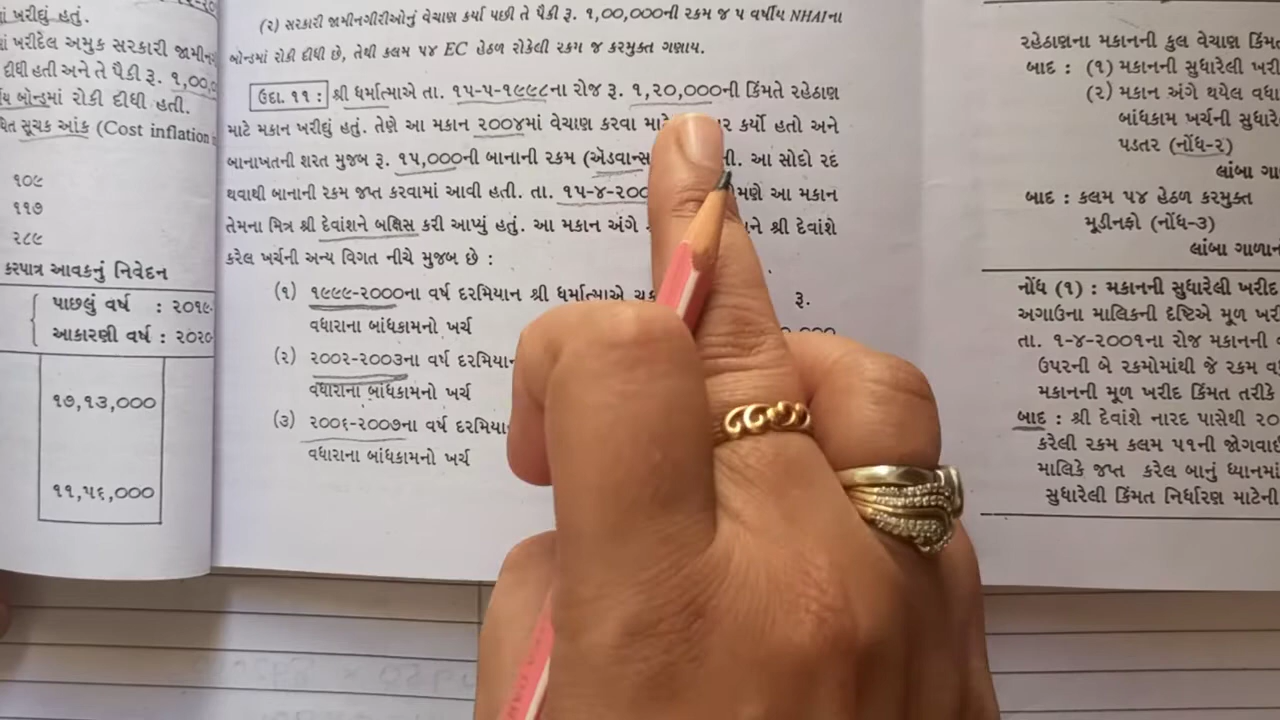 માં ખરીદ્યું હતું.
માં ખરીદેલ અમુક સરકારી જામીન
દીધી હતી અને તે પૈકી રૂ. ૧,૦૦,૦
બોન્ડમાં રોકી દીધી હતી.
સૂચક આંક (Cost inflation
૧૦૯
૧૧૭
૨૮૯
કરપાત્ર આવકનું નિવેદન
પાછલું વર્ષ : ૨૦૧૯-
આકારણી વર્ષ : ૨૦૨૦
૧૭,૧૩,૦૦૦
૧૧,૫૬,૦૦૦
(૨) સરકારી જામીનગીરીઓનું વેચાણ કર્યા પછી તે પૈકી રૂ. ૧,૦૦,૦૦૦ની રકમ જ ૫ વર્ષીય NHAIના
બોન્ડમાં રોકી દીધી છે, તેથી કલમ ૫૪ EC હેઠળ રોકેલી રકમ જ કરમુક્ત ગણાય.
ઉદા. ૧૧ : શ્રી ધર્માત્માએ તા. ૧૫-૫-૧૯૯૮ના રોજ રૂ. ૧,૨૦,૦૦૦ની કિંમતે રહેઠાણ
માટે મકાન ખરીદ્યું હતું. તેણે આ મકાન ૨૦૦૪માં વેચાણ કરવા માટે ર કર્યો હતો અને
બાનાખતની શરત મુજબ રૂ. ૧૫,૦૦૦ની બાનાની રકમ (ઍડવાન્સ ની. આ સોદો રદ
થવાથી બાનાની રકમ જપ્ત કરવામાં આવી હતી. તા. ૧૫-૪-૨૦૦ મણે આ મકાન
તેમના મિત્ર શ્રી દેવાંશને બક્ષિસ કરી આપ્યું હતું. આ મકાન અંગે ને શ્રી દેવાંશે
કરેલ ખર્ચની અન્ય વિગત નીચે મુજબ છે :
(૧) ૧૯૯૯-૨૦૦૦ના વર્ષ દરમિયાન શ્રી ધર્માત્માએ રૂ.
વધારાના બાંધકામનો ખર્ચ
(૨) ૨૦૦૨-૨૦૦૩ના વર્ષ દરમિયાન
વધારાના બાંધકામનો ખર્ચ
(૩) ૨૦૦૬-૨૦૦૭ના વર્ષ દરમિયા
વધારાના બાંધકામનો ખર્ચ
રહેઠાણના મકાનની કુલ વેચાણ કિંમત
બાદ : (૧) મકાનની સુધારેલી ખરી
(૨) મકાન અંગે થયેલ વધા
બાંધકામ ખર્ચની સુધારે
પડતર (નોંધ-૨)
લાંબા ગા
બાદ : કલમ ૫૪ હેઠળ કરમુક્ત
મૂડીનફો (નોંધ-૩)
લાંબા ગાળાન
નોંધ (૧) : મકાનની સુધારેલી ખરીદ
અગાઉના માલિકની દૃષ્ટિએ મૂળ ખરી
તા. ૧-૪-૨૦૦૧ના રોજ મકાનની
ઉપરની બે રકમોમાંથી જે રકમ વ
મકાનની મૂળ ખરીદ કિંમત તરીકે
બાદ : શ્રી દેવાંશે નારદ પાસેથી ૨૦
કરેલી રકમ કલમ ૫૧ની જોગવાઈ
માલિકે જપ્ત કરેલ બાનું ધ્યાનમાં
સુધારેલી કિંમત નિર્ધારણ માટેની